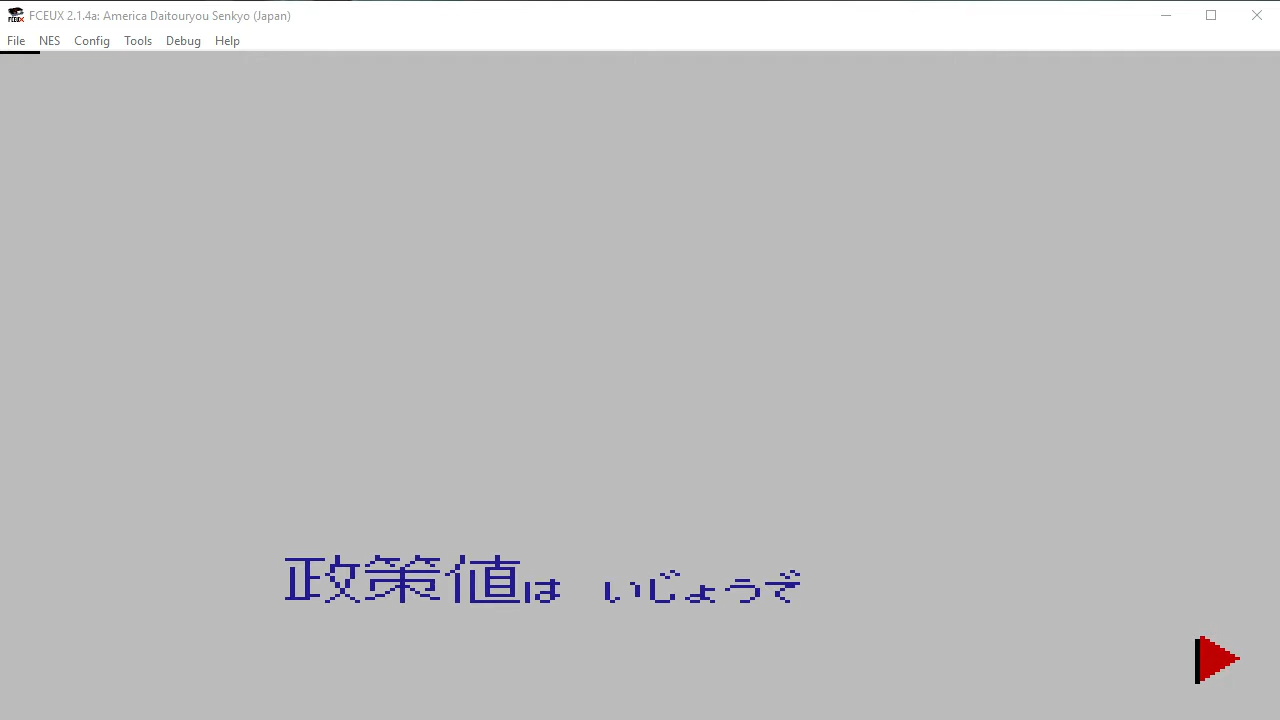 FCEUX 2.1.4a: America Daitouryou Senkyo (Japan)
File NES Config Tools Debug Help
政策値は いじょうぞ